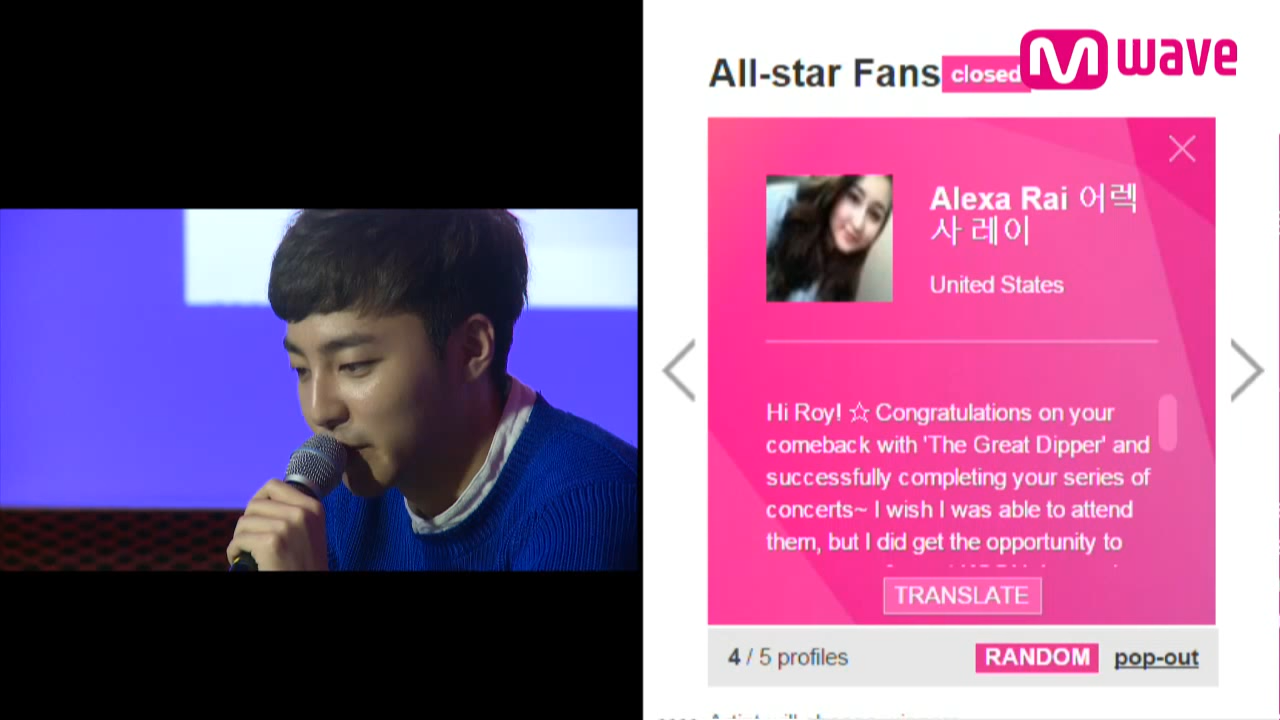 All-star Fans closed
M wave
Alexa Rai 어렉
사 레이
United States
Hi Roy! ☆ Congratulations on your
comeback with 'The Great Dipper' and
successfully completing your series of
concerts~ I wish I was able to attend
them, but I did get the opportunity to
TRANSLATE
4 / 5 profiles
RANDOM
pop-out